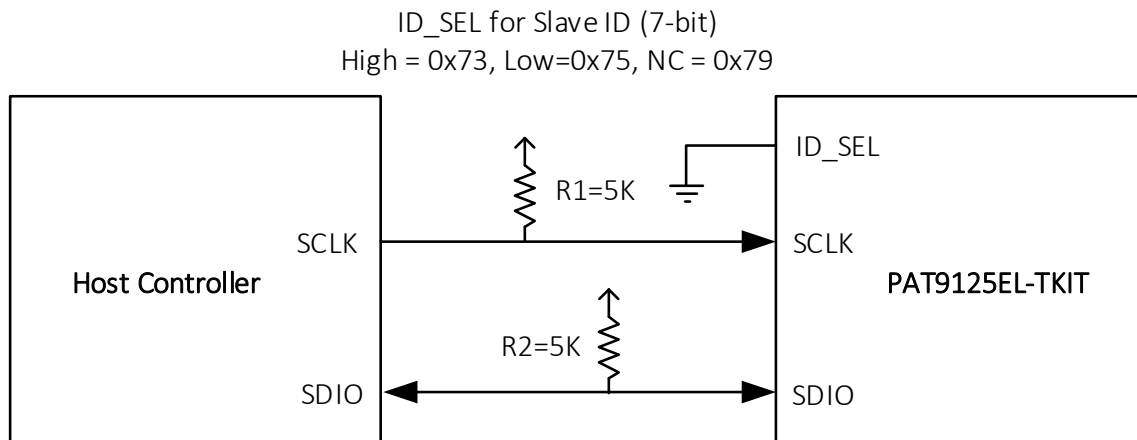 ID_SEL for Slave ID (7-bit)
High = 0x73, Low=0x75, NC = 0x79
ID_SEL
R1=5K
SCLK
SCLK
Host Controller
PAT9125EL-TKIT
R2=5K
SDIO
SDIO